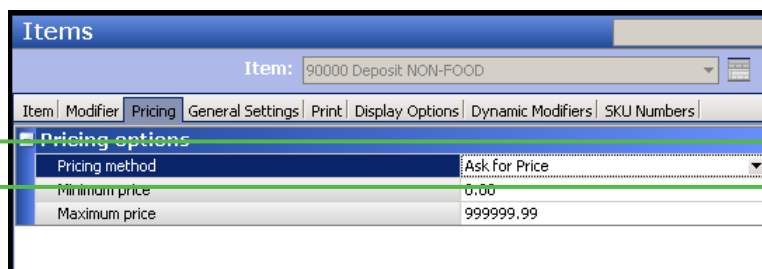 Items
Item: 90000 Deposit NON-FOOD
Item Modifier Pricing General Settings Print Display Options Dynamic Modifiers SKU Numbers
Pricing options
Pricing method Ask for Price
Minimum price 0.00
Maximum price 999999.99